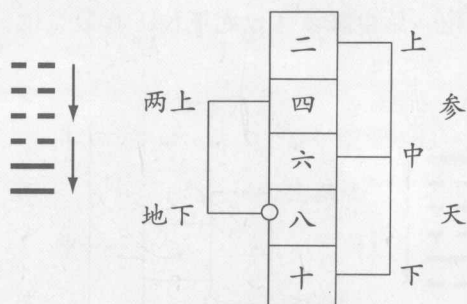 二 上
两上 四 参
六 中
地下 八 天
十 下